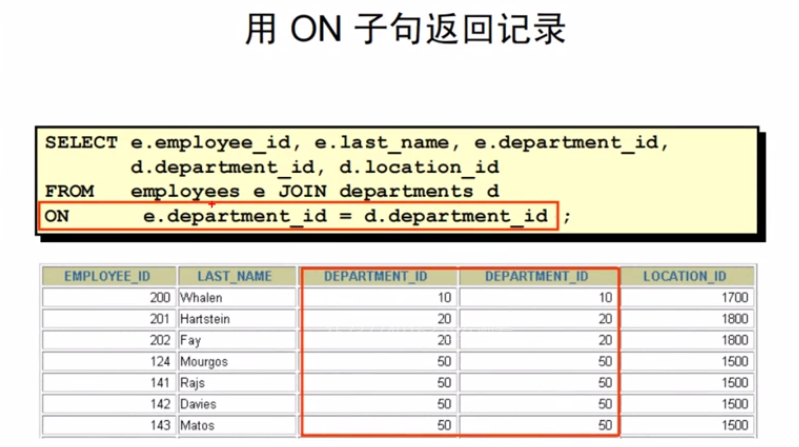 用 ON 子句返回记录
SELECT e.employee_id, e.last_name, e.department_id,
d.department_id, d.location_id
FROM employees e JOIN departments d
ON e.department_id = d.department_id ;
EMPLOYEE_ID LAST_NAME DEPARTMENT_ID DEPARTMENT_ID LOCATION_ID
200 Whalen 10 10 1700
201 Hartstein 20 20 1800
202 Fay 20 20 1800
124 Mourgos 50 50 1500
141 Rajs 50 50 1500
142 Davies 50 50 1500
143 Matos 50 50 1500